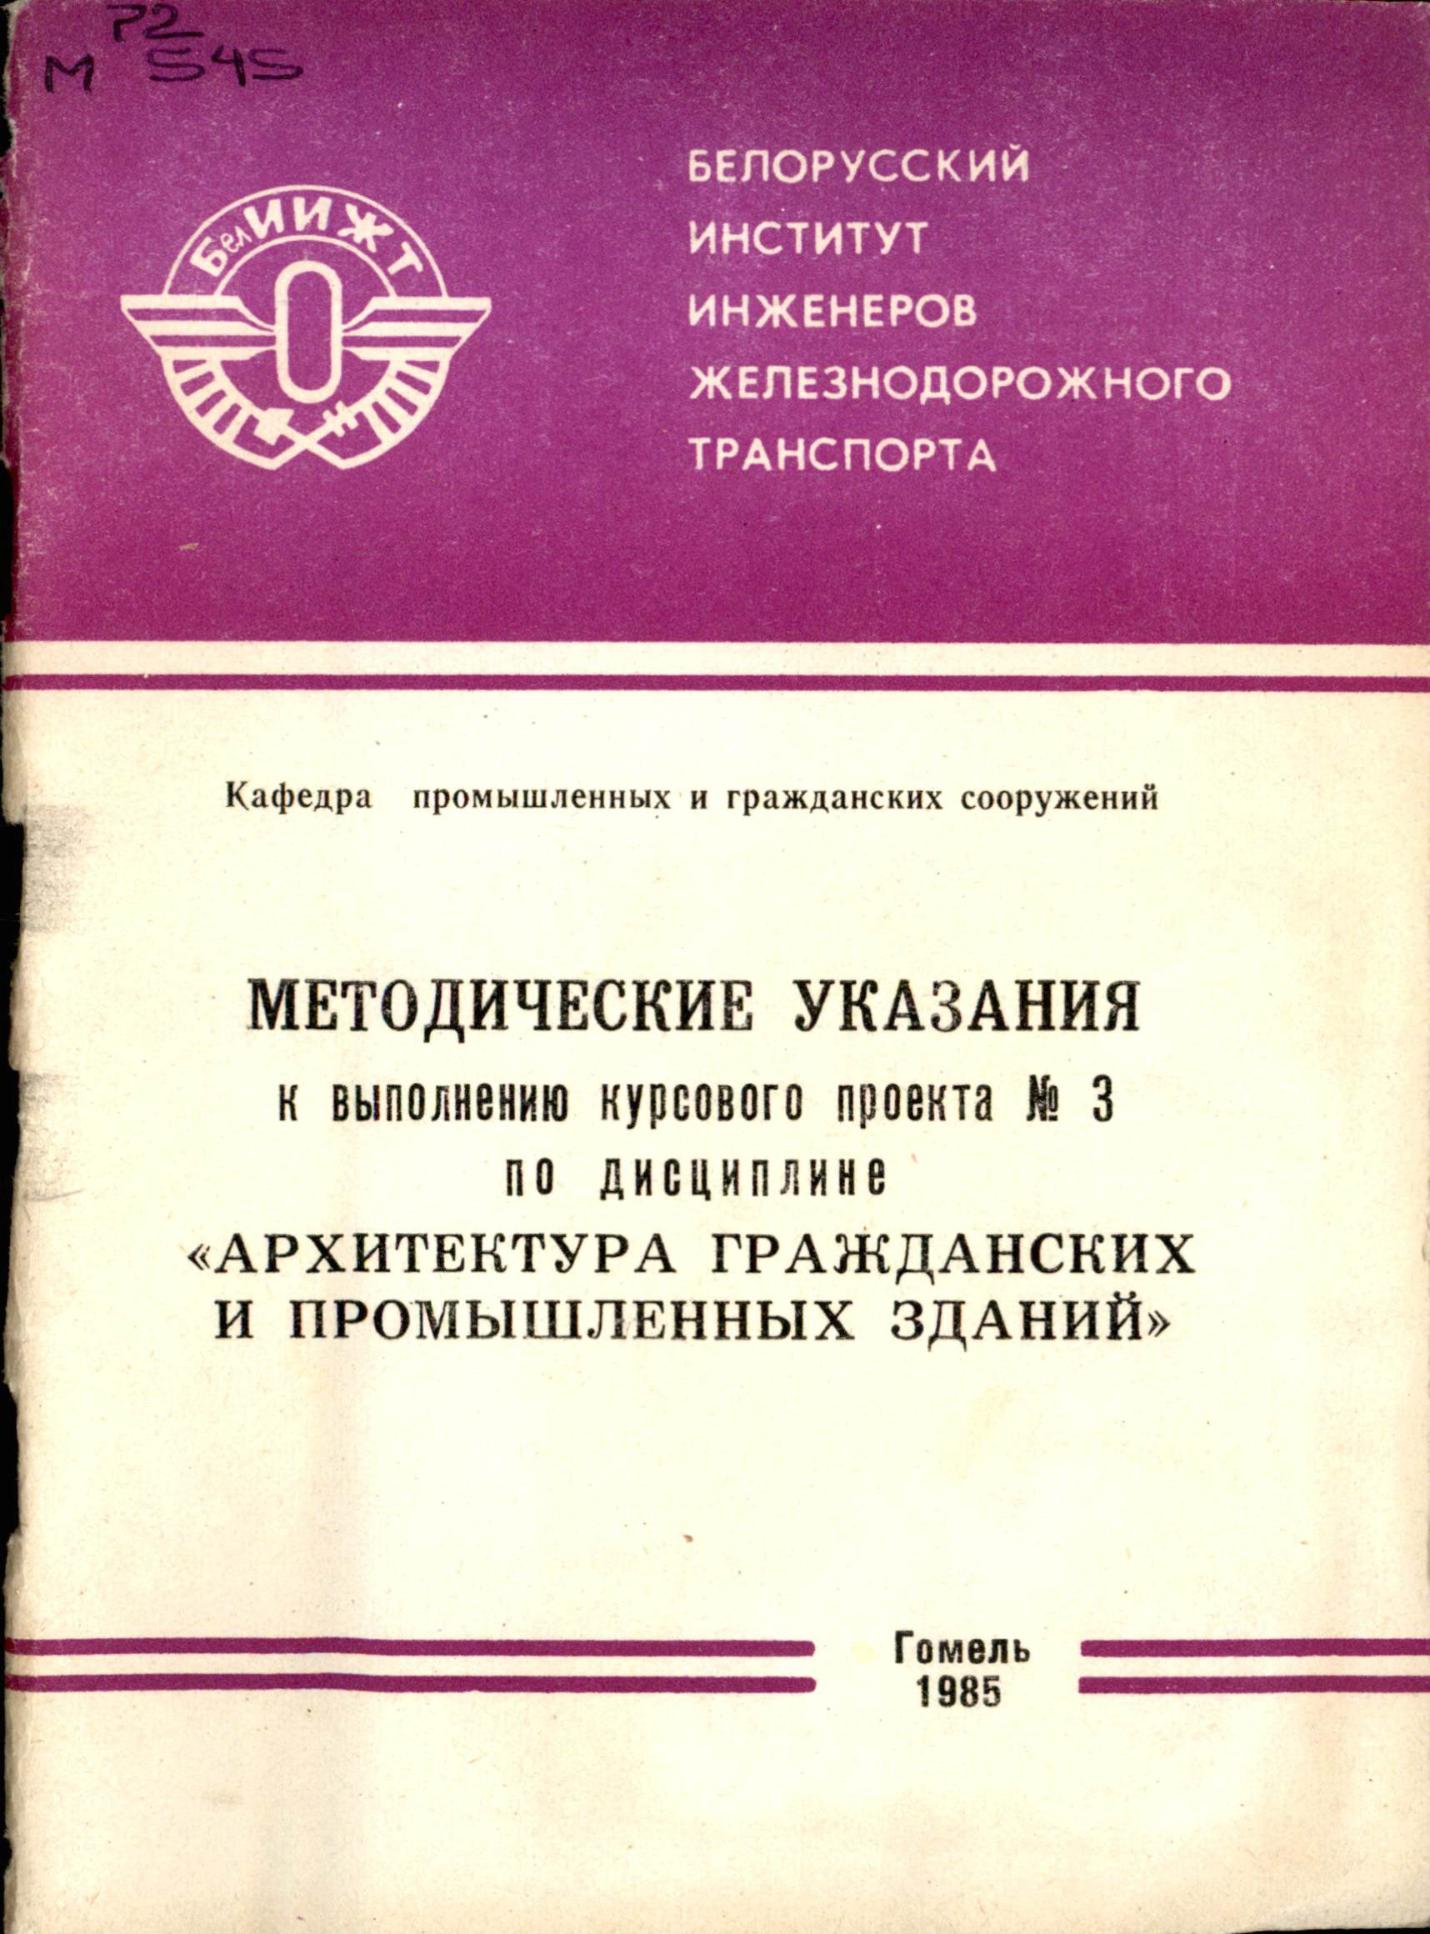 72
М 545
БелИИЖТ
БЕЛОРУССКИЙ
ИНСТИТУТ
ИНЖЕНЕРОВ
ЖЕЛЕЗНОДОРОЖНОГО
ТРАНСПОРТА
Кафедра промышленных и гражданских сооружений
МЕТОДИЧЕСКИЕ УКАЗАНИЯ
к выполнению курсового проекта № 3
по дисциплине
«АРХИТЕКТУРА ГРАЖДАНСКИХ
И ПРОМЫШЛЕННЫХ ЗДАНИЙ»
Гомель
1985